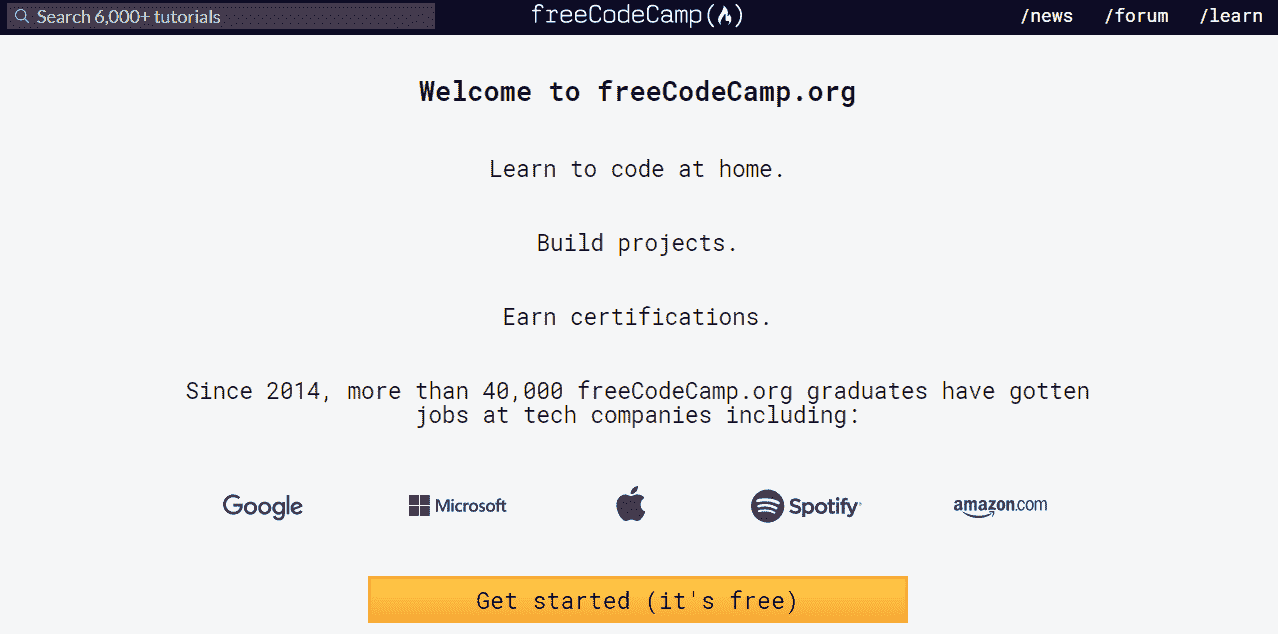 Search 6,000+ tutorials
freeCodeCamp
/news
/forum
/learn
Welcome to freeCodeCamp.org
Learn to code at home.
Build projects.
Earn certifications.
Since 2014, more than 40,000 freeCodeCamp.org graduates have gotten
jobs at tech companies including:
Google
Microsoft
Spotify
amazon.com
Get started (it's free)